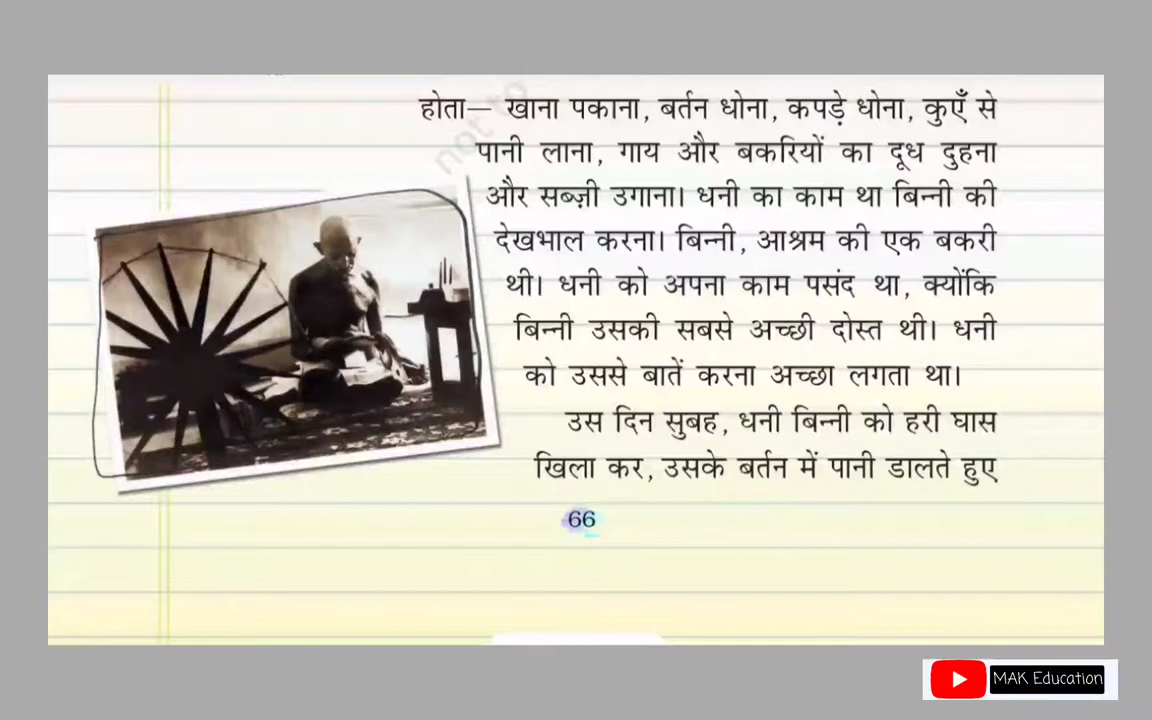 होता— खाना पकाना, बर्तन धोना, कपड़े धोना, कुएँ से
पानी लाना, गाय और बकरियों का दूध दुहना
और सब्ज़ी उगाना। धनी का काम था बिन्नी की
देखभाल करना। बिन्नी, आश्रम की एक बकरी
थी। धनी को अपना काम पसंद था, क्योंकि
बिन्नी उसकी सबसे अच्छी दोस्त थी। धनी
को उससे बातें करना अच्छा लगता था।
उस दिन सुबह, धनी बिन्नी को हरी घास
खिला कर, उसके बर्तन में पानी डालते हुए
66
not to
MAK Education